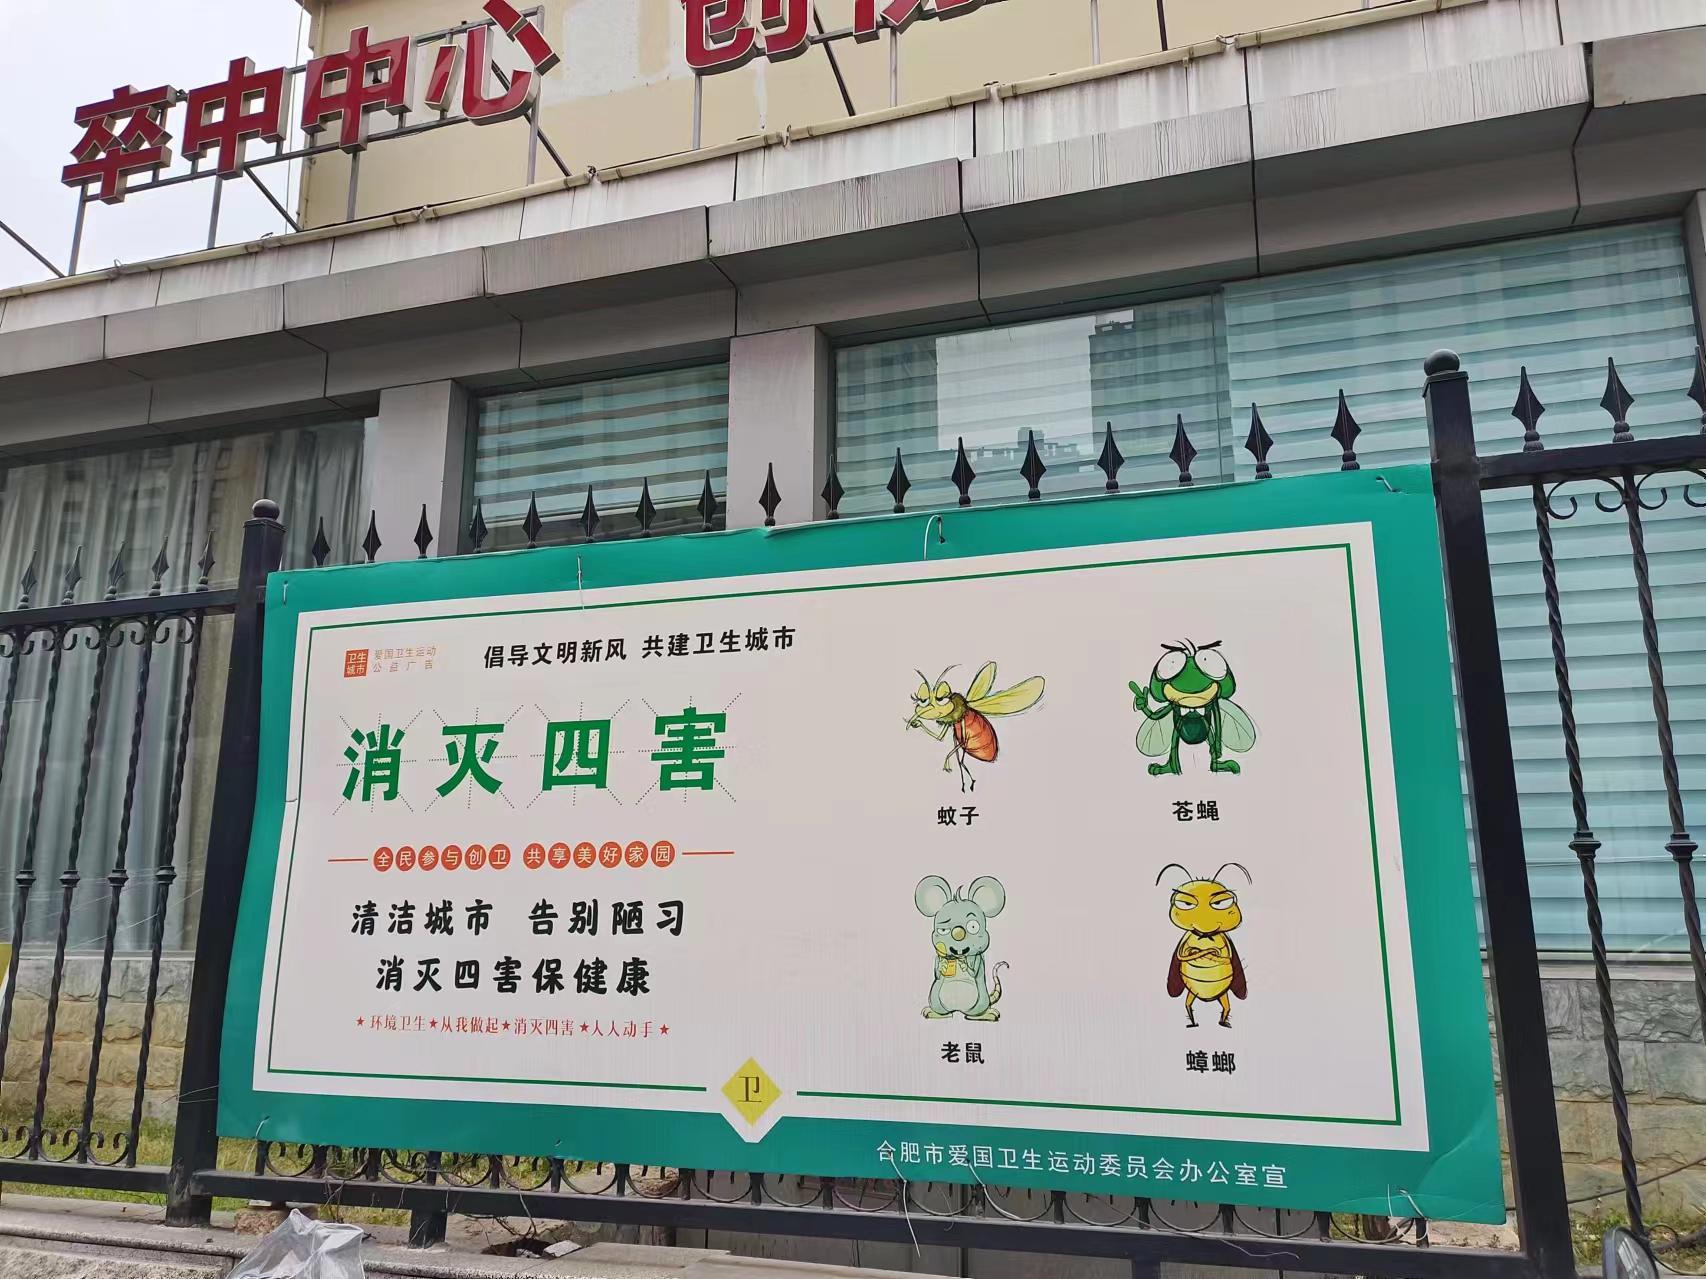 卒中中心 创
卫生
城市
爱国卫生运动
公益广告
倡导文明新风 共建卫生城市
消灭四害
全民参与创卫 共享美好家园
清洁城市 告别陋习
消灭四害保健康
★环境卫生★从我做起★消灭四害★人人动手★
蚊子
苍蝇
老鼠
蟑螂
卫
合肥市爱国卫生运动委员会办公室宣